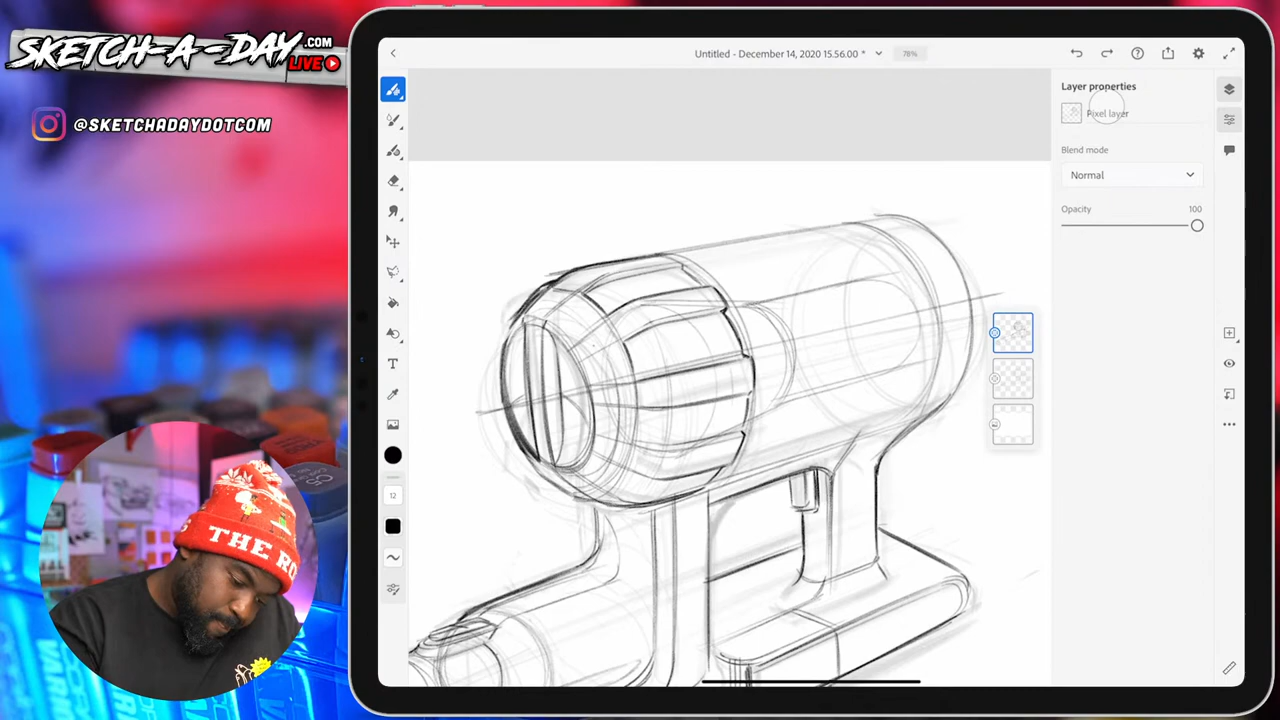 SKETCH-A-DAY.COM
LIVE
@SKETCHADAYDOTCOM
Untitled - December 14, 2020 15.56.00 *
78%
Layer properties
Pixel layer
Blend mode
Normal
Opacity
100
T
12
THE R